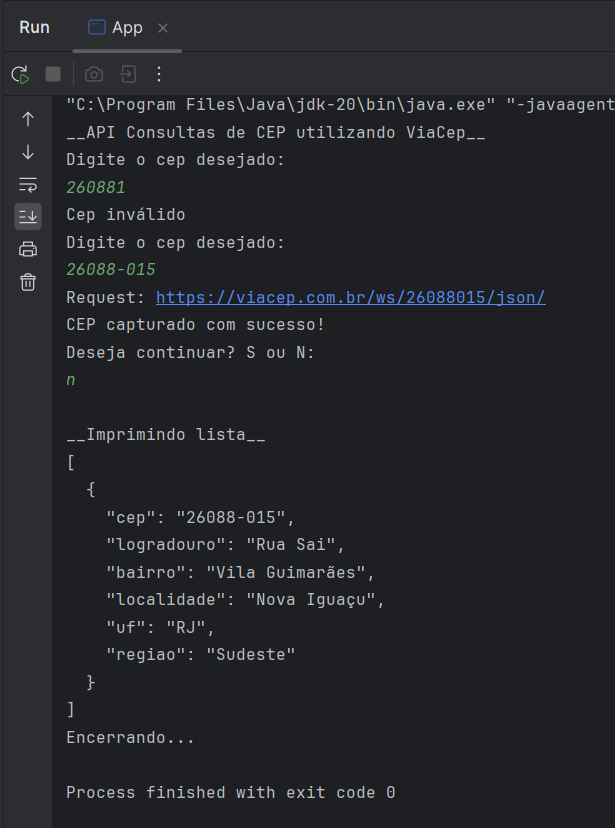 Run App
"C:\Program Files\Java\jdk-20\bin\java.exe" "-javaagent
__API Consultas de CEP utilizando ViaCep__
Digite o cep desejado:
260881
Cep inválido
Digite o cep desejado:
26088-015
Request: https://viacep.com.br/ws/26088015/json/
CEP capturado com sucesso!
Deseja continuar? S ou N:
n
__Imprimindo lista__
[
  {
    "cep": "26088-015",
    "logradouro": "Rua Sai",
    "bairro": "Vila Guimarães",
    "localidade": "Nova Iguaçu",
    "uf": "RJ",
    "regiao": "Sudeste"
  }
]
Encerrando...
Process finished with exit code 0